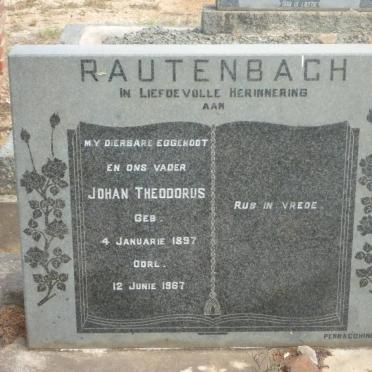 RAUTENBACH
IN LIEFDEVOLLE HERINNERING
AAN
MY DIERBARE EGGENOOT
EN ONS VADER
JOHAN THEODORUS
GEB.
4 JANUARIE 1897
OORL.
12 JUNIE 1967
RUS IN VREDE.